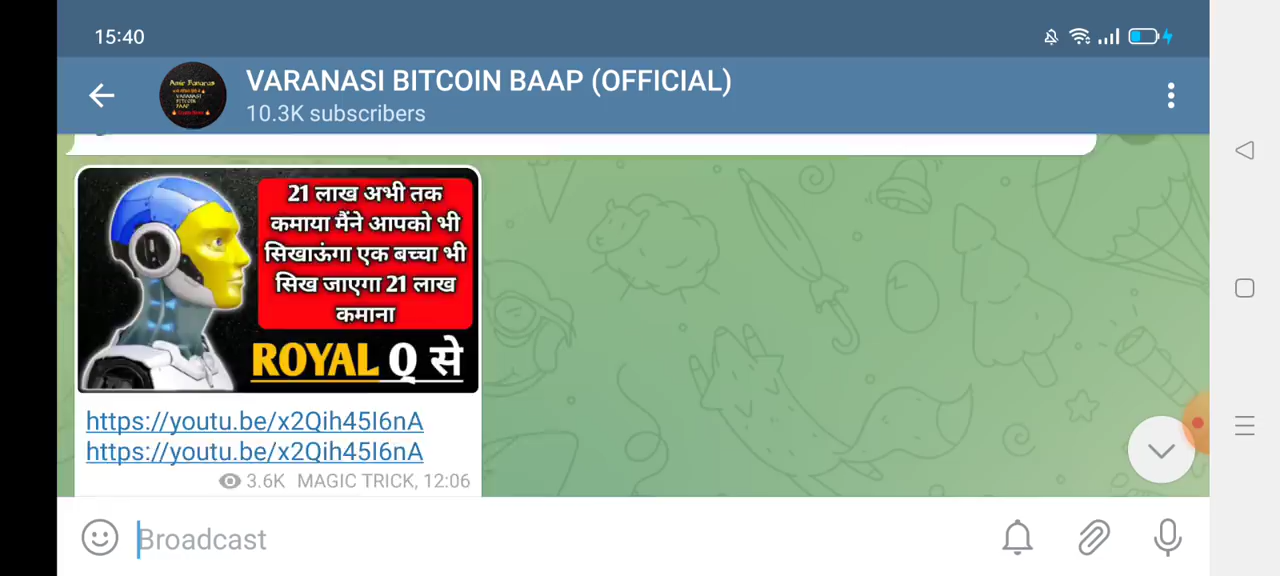 15:40
VARANASI BITCOIN BAAP (OFFICIAL)
10.3K subscribers
21 लाख अभी तक
कमाया मैंने आपको भी
सिखाऊंगा एक बच्चा भी
सिख जाएगा 21 लाख
कमाना
ROYAL Q से
https://youtu.be/x2Qih45I6nA
https://youtu.be/x2Qih45I6nA
3.6K MAGIC TRICK, 12:06
Broadcast